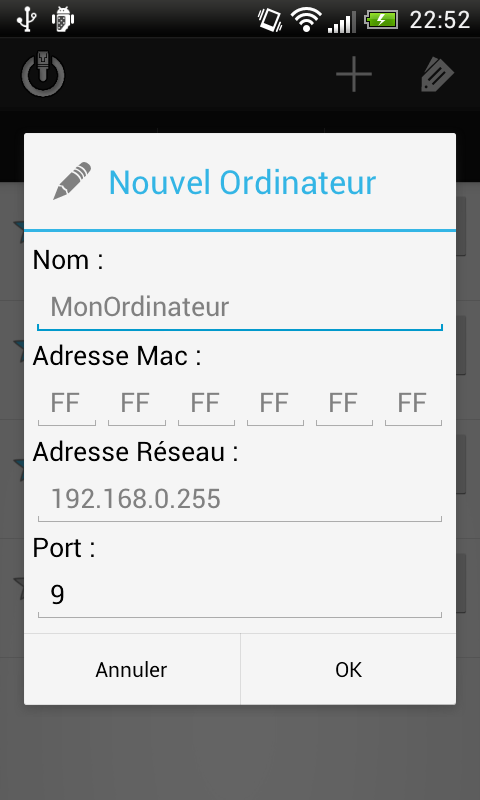 22:52
Nouvel Ordinateur
Nom :
MonOrdinateur
Adresse Mac :
FF FF FF FF FF FF
Adresse Réseau :
192.168.0.255
Port :
9
Annuler OK